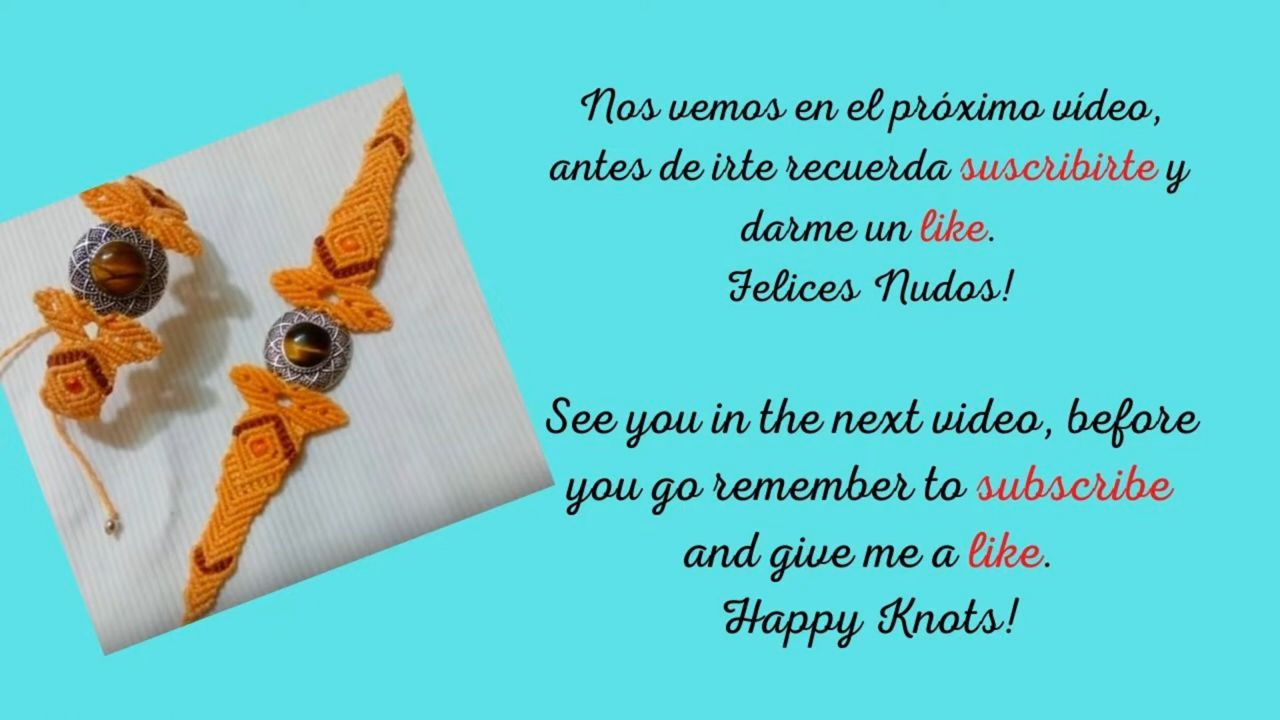 Nos vemos en el próximo vídeo,
antes de irte recuerda suscribirte y
darme un like.
Felices Nudos!
See you in the next video, before
you go remember to subscribe
and give me a like.
Happy Knots!